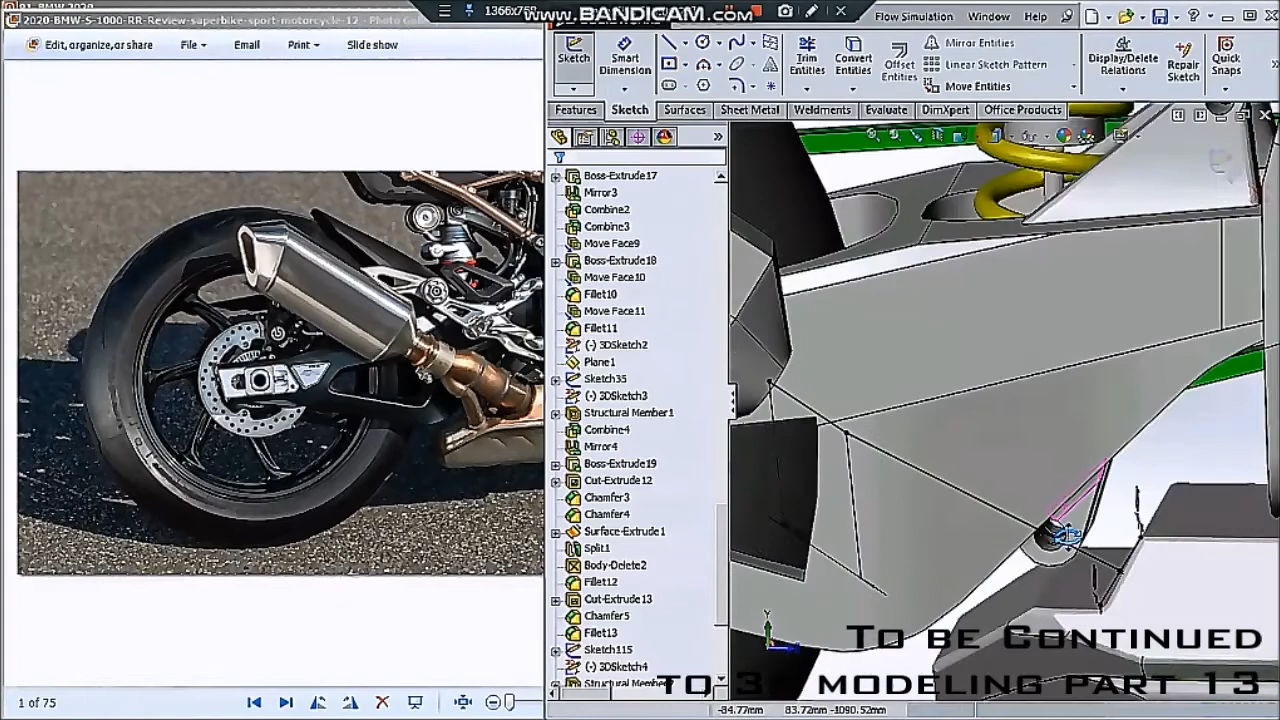 2020-BMW-S-1000-RR-Review-superbike-sport-motorcycle-12 - Photo Gal
1366x768
www.BANDICAM.com
Flow Simulation Window Help
Edit, organize, or share File Email Print Slide show
Sketch
Smart Dimension
Trim Entities
Convert Entities
Offset Entities
Mirror Entities
Linear Sketch Pattern
Move Entities
Display/Delete Relations
Repair Sketch
Quick Snaps
Features Sketch Surfaces Sheet Metal Weldments Evaluate DimXpert Office Products
Boss-Extrude17
Mirror3
Combine2
Combine3
Move Face9
Boss-Extrude18
Move Face10
Fillet10
Move Face11
Fillet11
(-) 3DSketch2
Plane1
Sketch35
(-) 3DSketch3
Structural Member1
Combine4
Mirror4
Boss-Extrude19
Cut-Extrude12
Chamfer3
Chamfer4
Surface-Extrude1
Split1
Body-Delete2
Fillet12
Cut-Extrude13
Chamfer5
Fillet13
Sketch115
(-) 3DSketch4
Structural Member
Y
To be Continued
to 3D modeling part 13
1 of 75
-84.77mm 83.72mm -1090.52mm